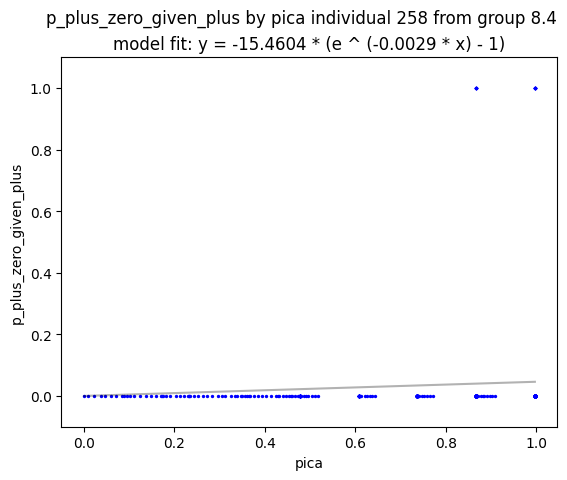 p_plus_zero_given_plus by pica individual 258 from group 8.4
model fit: y = -15.4604 * (e ^ (-0.0029 * x) - 1)
1.0
0.8
0.6
0.4
0.2
0.0
p_plus_zero_given_plus
0.0 0.2 0.4 0.6 0.8 1.0
pica